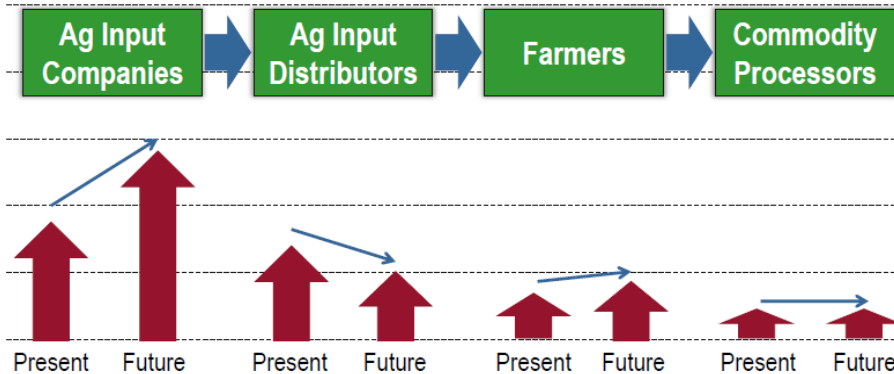 Ag Input
Companies
Ag Input
Distributors
Farmers
Commodity
Processors
Present
Future
Present
Future
Present
Future
Present
Future